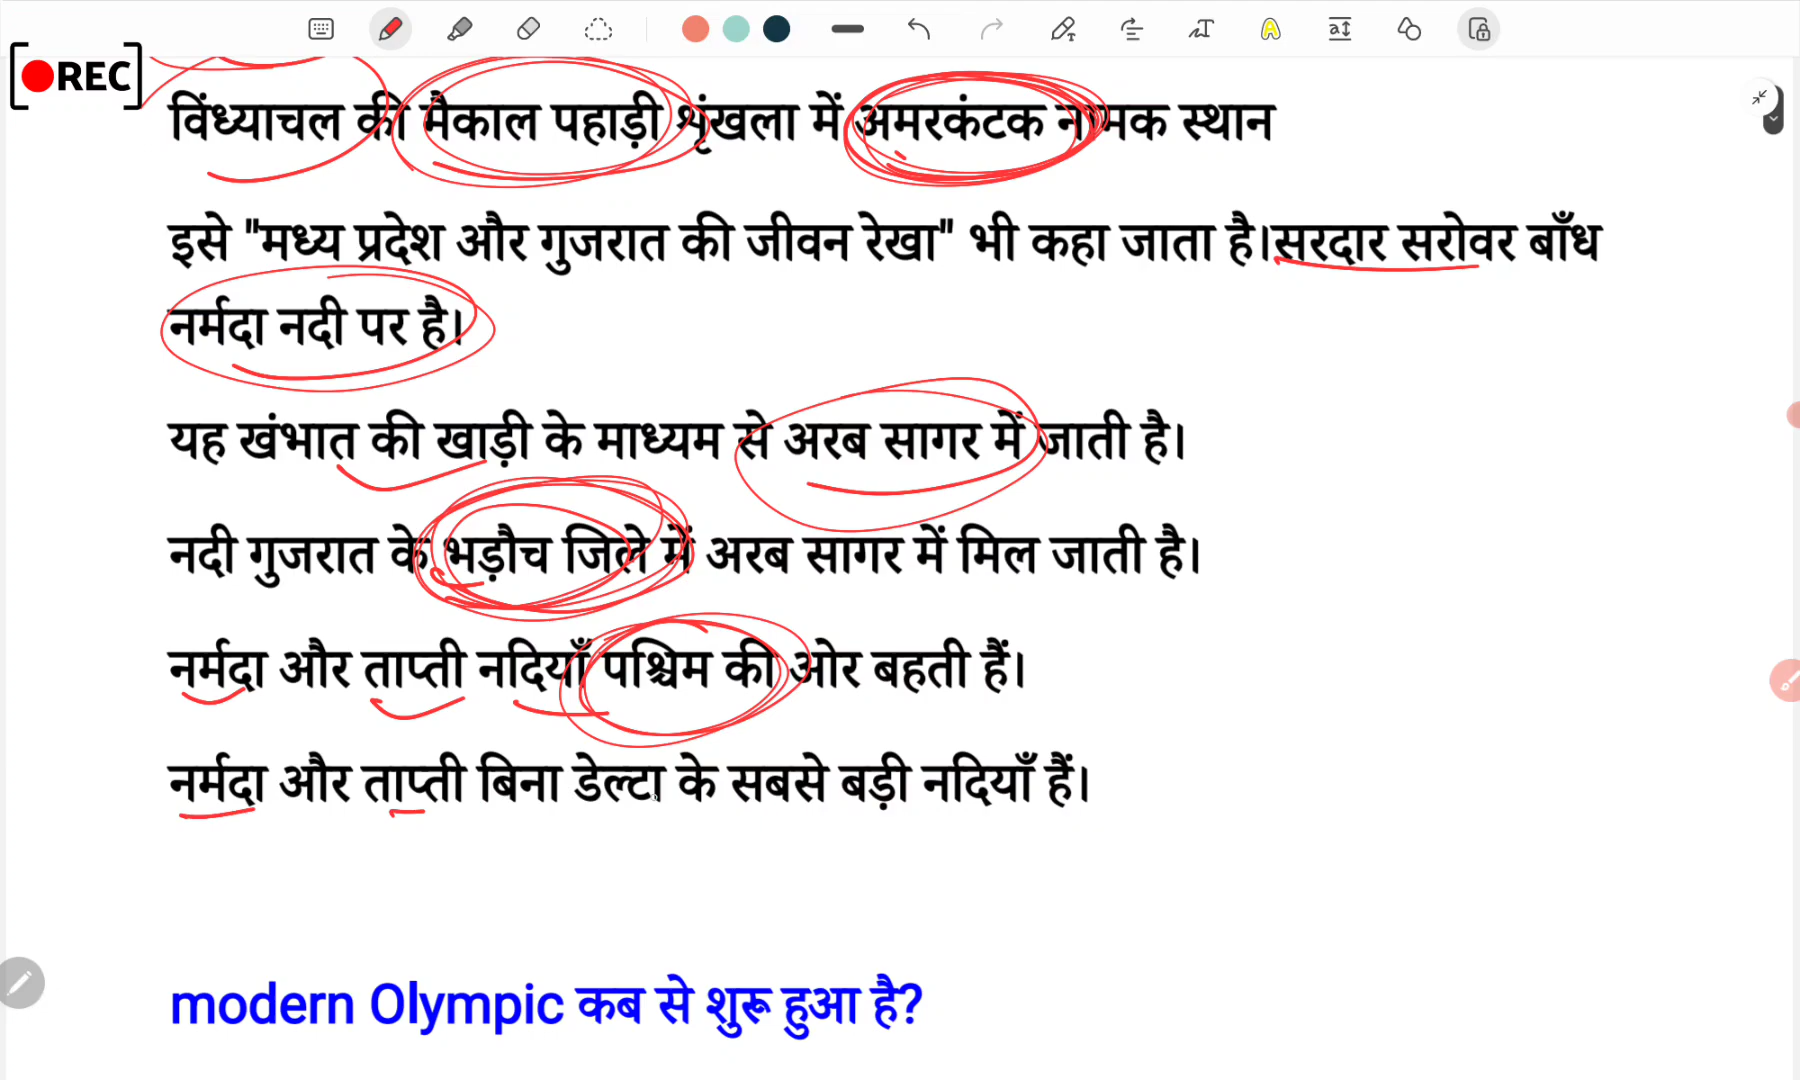 REC
विंध्याचल की मैकाल पहाड़ी शृंखला में अमरकंटक नामक स्थान
इसे "मध्य प्रदेश और गुजरात की जीवन रेखा" भी कहा जाता है।सरदार सरोवर बाँध
नर्मदा नदी पर है।
यह खंभात की खाड़ी के माध्यम से अरब सागर में जाती है।
नदी गुजरात के भड़ौच जिले में अरब सागर में मिल जाती है।
नर्मदा और ताप्ती नदियाँ पश्चिम की ओर बहती हैं।
नर्मदा और ताप्ती बिना डेल्टा के सबसे बड़ी नदियाँ हैं।
modern Olympic कब से शुरू हुआ है?